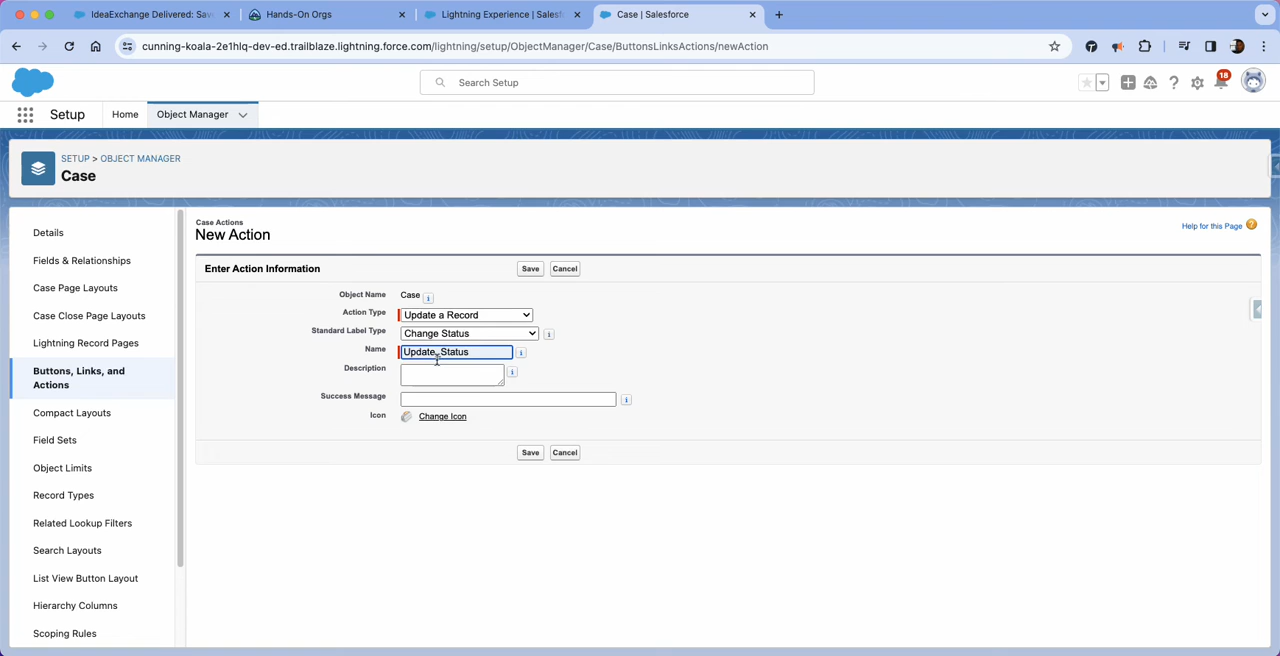 IdeaExchange Delivered: Sav
Hands-On Orgs
Lightning Experience | Salesf
Case | Salesforce
cunning-koala-2e1hlq-dev-ed.trailblaze.lightning.force.com/lightning/setup/ObjectManager/Case/ButtonsLinksActions/newAction
Search Setup
18
Setup
Home
Object Manager
SETUP > OBJECT MANAGER
Case
Details
Fields & Relationships
Case Page Layouts
Case Close Page Layouts
Lightning Record Pages
Buttons, Links, and
Actions
Compact Layouts
Field Sets
Object Limits
Record Types
Related Lookup Filters
Search Layouts
List View Button Layout
Hierarchy Columns
Scoping Rules
Case Actions
New Action
Help for this Page
Enter Action Information
Save Cancel
Object Name Case
Action Type Update a Record
Standard Label Type Change Status
Name Update_Status
Description
Success Message
Icon Change Icon
Save Cancel